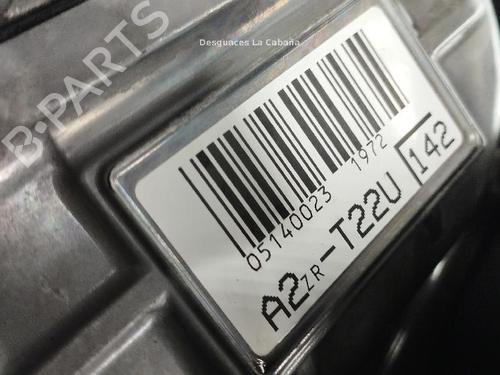 Desguaces La Cabaña
B-PARTS
05140023 1972
A2ZR-T22U 142